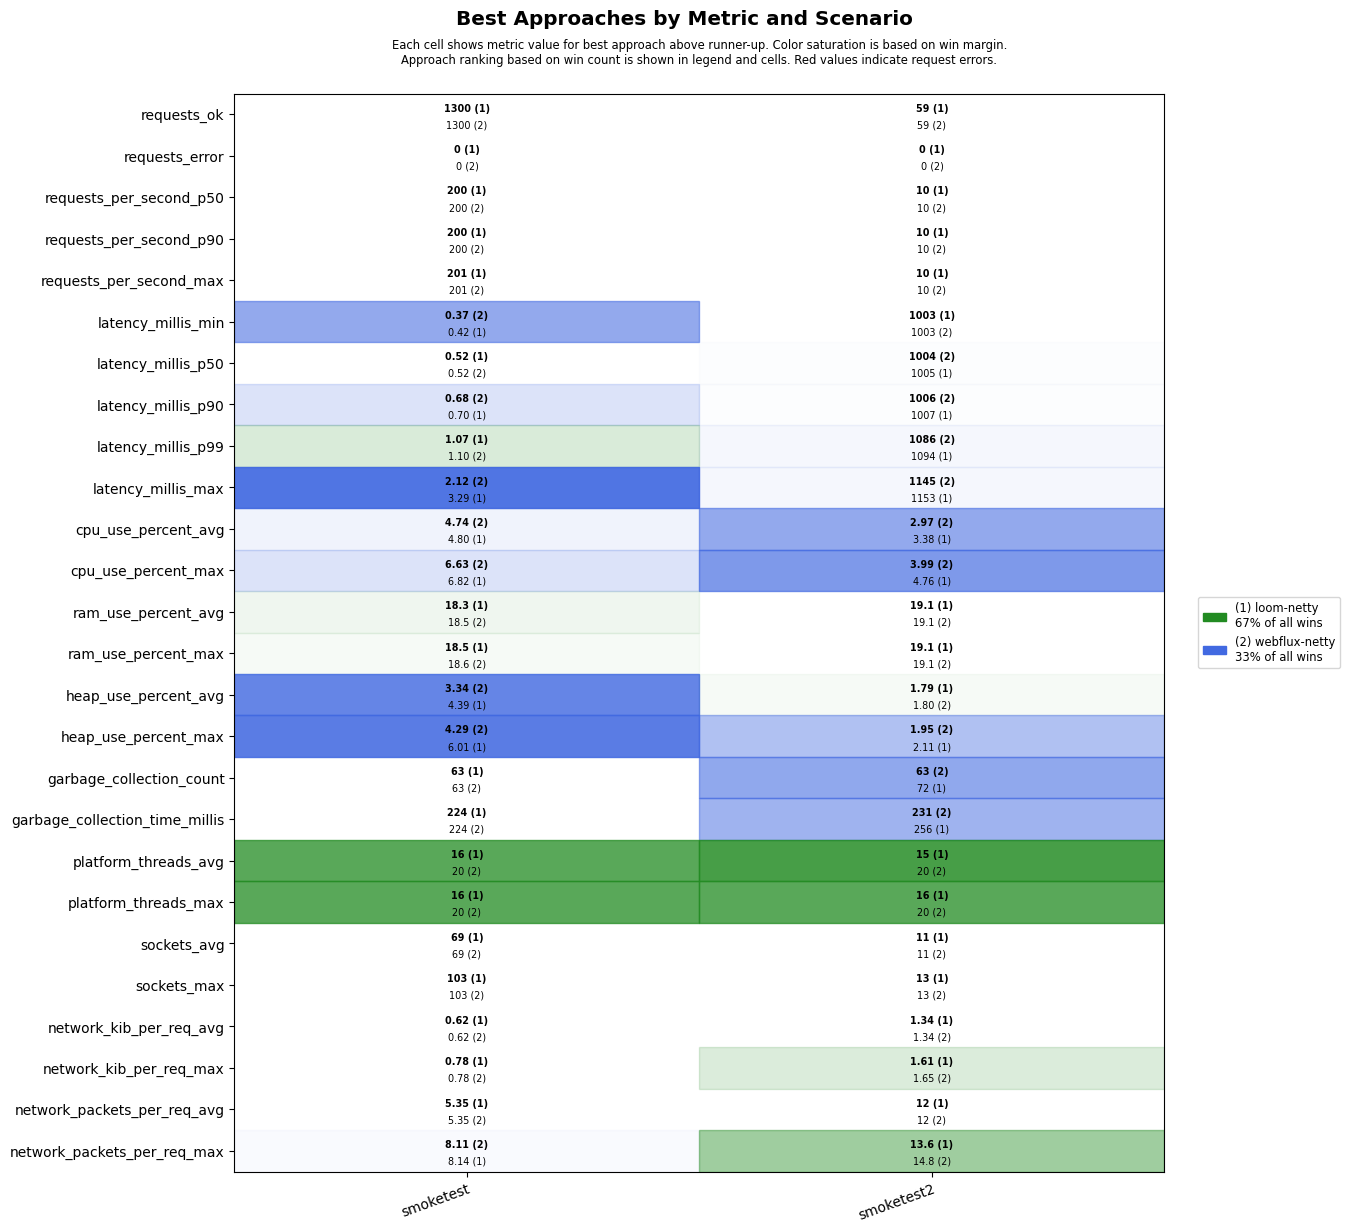 Best Approaches by Metric and Scenario
Each cell shows metric value for best approach above runner-up. Color saturation is based on win margin.
Approach ranking based on win count is shown in legend and cells. Red values indicate request errors.
requests_ok
1300 (1)
1300 (2)
59 (1)
59 (2)
requests_error
0 (1)
0 (2)
0 (1)
0 (2)
requests_per_second_p50
200 (1)
200 (2)
10 (1)
10 (2)
requests_per_second_p90
200 (1)
200 (2)
10 (1)
10 (2)
requests_per_second_max
201 (1)
201 (2)
10 (1)
10 (2)
latency_millis_min
0.37 (2)
0.42 (1)
1003 (1)
1003 (2)
latency_millis_p50
0.52 (1)
0.52 (2)
1004 (2)
1005 (1)
latency_millis_p90
0.68 (2)
0.70 (1)
1006 (2)
1007 (1)
latency_millis_p99
1.07 (1)
1.10 (2)
1086 (2)
1094 (1)
latency_millis_max
2.12 (2)
3.29 (1)
1145 (2)
1153 (1)
cpu_use_percent_avg
4.74 (2)
4.80 (1)
2.97 (2)
3.38 (1)
cpu_use_percent_max
6.63 (2)
6.82 (1)
3.99 (2)
4.76 (1)
ram_use_percent_avg
18.3 (1)
18.5 (2)
19.1 (1)
19.1 (2)
ram_use_percent_max
18.5 (1)
18.6 (2)
19.1 (1)
19.1 (2)
heap_use_percent_avg
3.34 (2)
4.39 (1)
1.79 (1)
1.80 (2)
heap_use_percent_max
4.29 (2)
6.01 (1)
1.95 (2)
2.11 (1)
garbage_collection_count
63 (1)
63 (2)
63 (2)
72 (1)
garbage_collection_time_millis
224 (1)
224 (2)
231 (2)
256 (1)
platform_threads_avg
16 (1)
20 (2)
15 (1)
20 (2)
platform_threads_max
16 (1)
20 (2)
16 (1)
20 (2)
sockets_avg
69 (1)
69 (2)
11 (1)
11 (2)
sockets_max
103 (1)
103 (2)
13 (1)
13 (2)
network_kib_per_req_avg
0.62 (1)
0.62 (2)
1.34 (1)
1.34 (2)
network_kib_per_req_max
0.78 (1)
0.78 (2)
1.61 (1)
1.65 (2)
network_packets_per_req_avg
5.35 (1)
5.35 (2)
12 (1)
12 (2)
network_packets_per_req_max
8.11 (2)
8.14 (1)
13.6 (1)
14.8 (2)
smoketest
smoketest2
(1) loom-netty
67% of all wins
(2) webflux-netty
33% of all wins